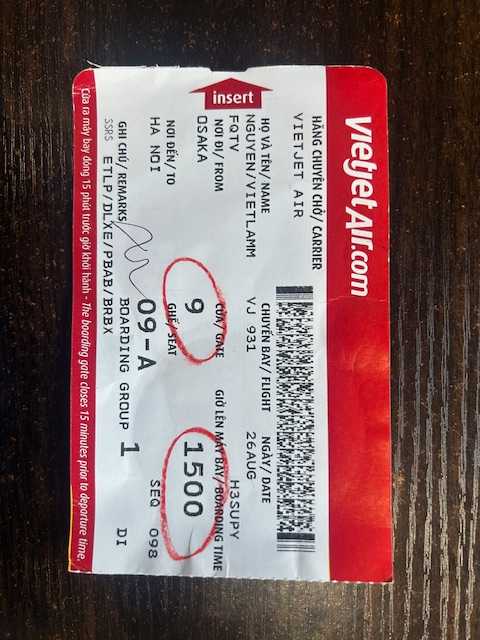 vietjetAIR.com
HÃNG CHUYÊN CHỞ/ CARRIER
VIETJET AIR
HỌ VÀ TÊN/ NAME
NGUYEN/VIETLAMM
FQTV
NƠI ĐI/ FROM
OSAKA
NƠI ĐẾN/ TO
HA NOI
GHI CHÚ/ REMARKS
SSRS ETLP/DLXE/PBAB/BRBX
CHUYẾN BAY/ FLIGHT
VJ 931
NGÀY/ DATE
26AUG
H3SUPY
CỬA/ GATE
9
GIỜ LÊN MÁY BAY/ BOARDING TIME
1500
GHẾ/ SEAT
09-A
SEQ 098
BOARDING GROUP 1
DI
Cửa ra máy bay đóng 15 phút trước giờ khởi hành - The boarding gate closes 15 minutes prior to departure time.
insert